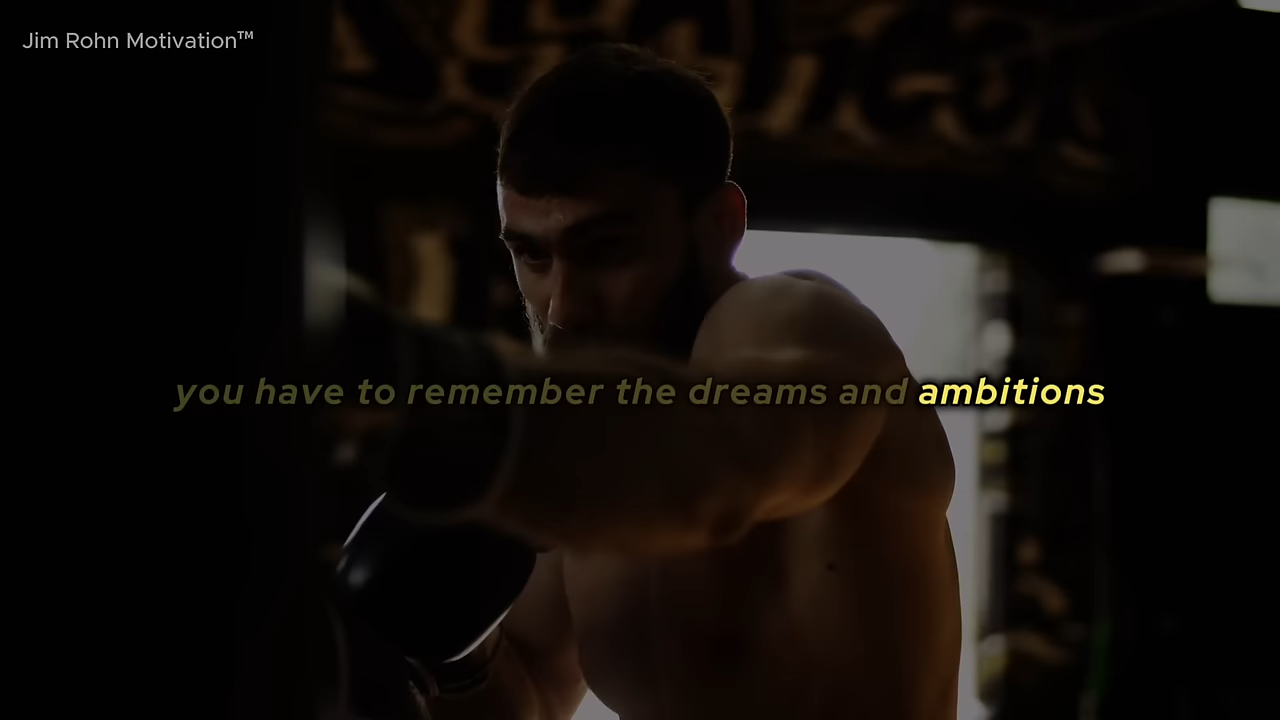 Jim Rohn Motivation™
you have to remember the dreams and ambitions